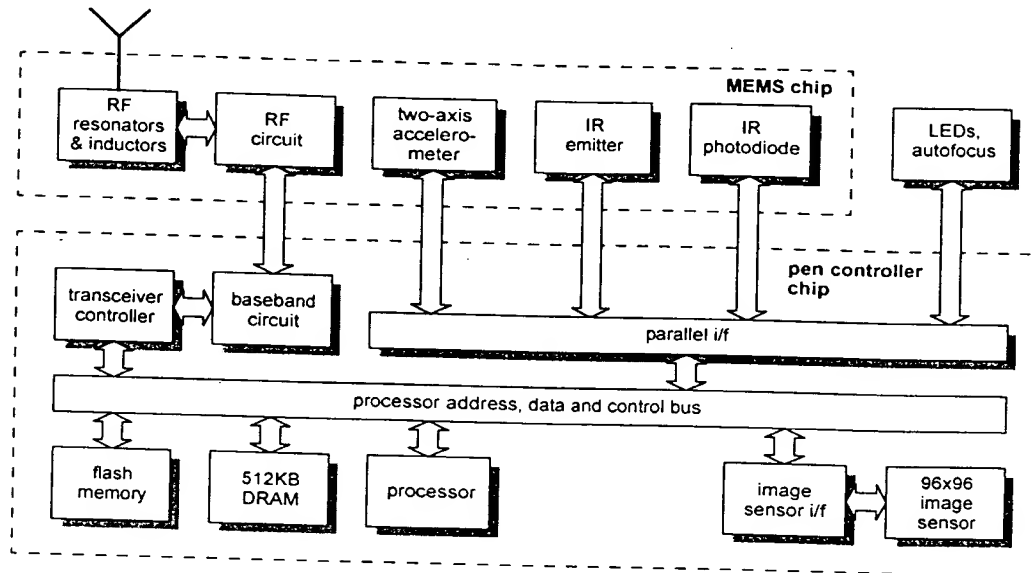 MEMS chip
RF
resonators
& inductors
RF
circuit
two-axis
accelero-
meter
IR
emitter
IR
photodiode
LEDs,
autofocus
pen controller
chip
transceiver
controller
baseband
circuit
parallel i/f
processor address, data and control bus
flash
memory
512KB
DRAM
processor
image
sensor i/f
96x96
image
sensor